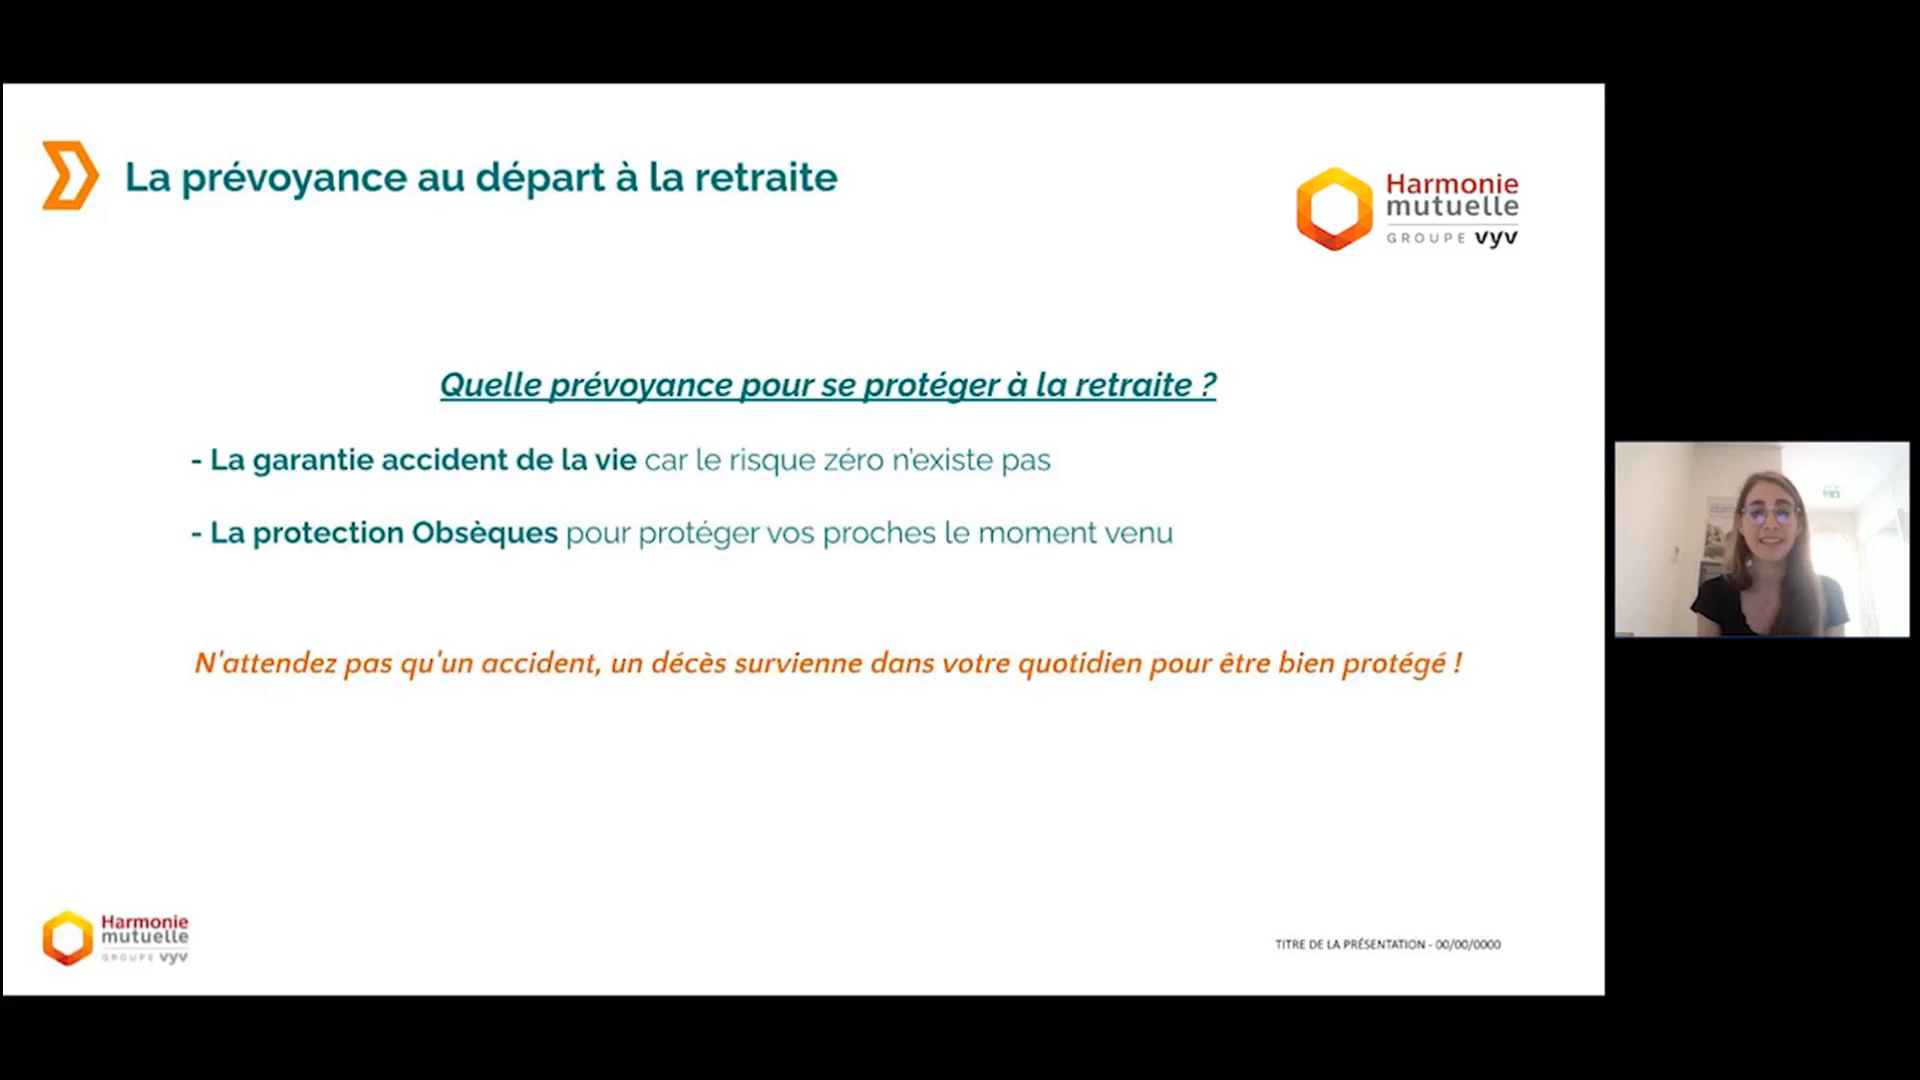 La prévoyance au départ à la retraite
Harmonie
mutuelle
GROUPE vyv
Quelle prévoyance pour se protéger à la retraite ?
- La garantie accident de la vie car le risque zéro n'existe pas
- La protection Obsèques pour protéger vos proches le moment venu
N'attendez pas qu'un accident, un décès survienne dans votre quotidien pour être bien protégé !
Harmonie
mutuelle
GROUPE vyv
TITRE DE LA PRÉSENTATION - 00/00/0000